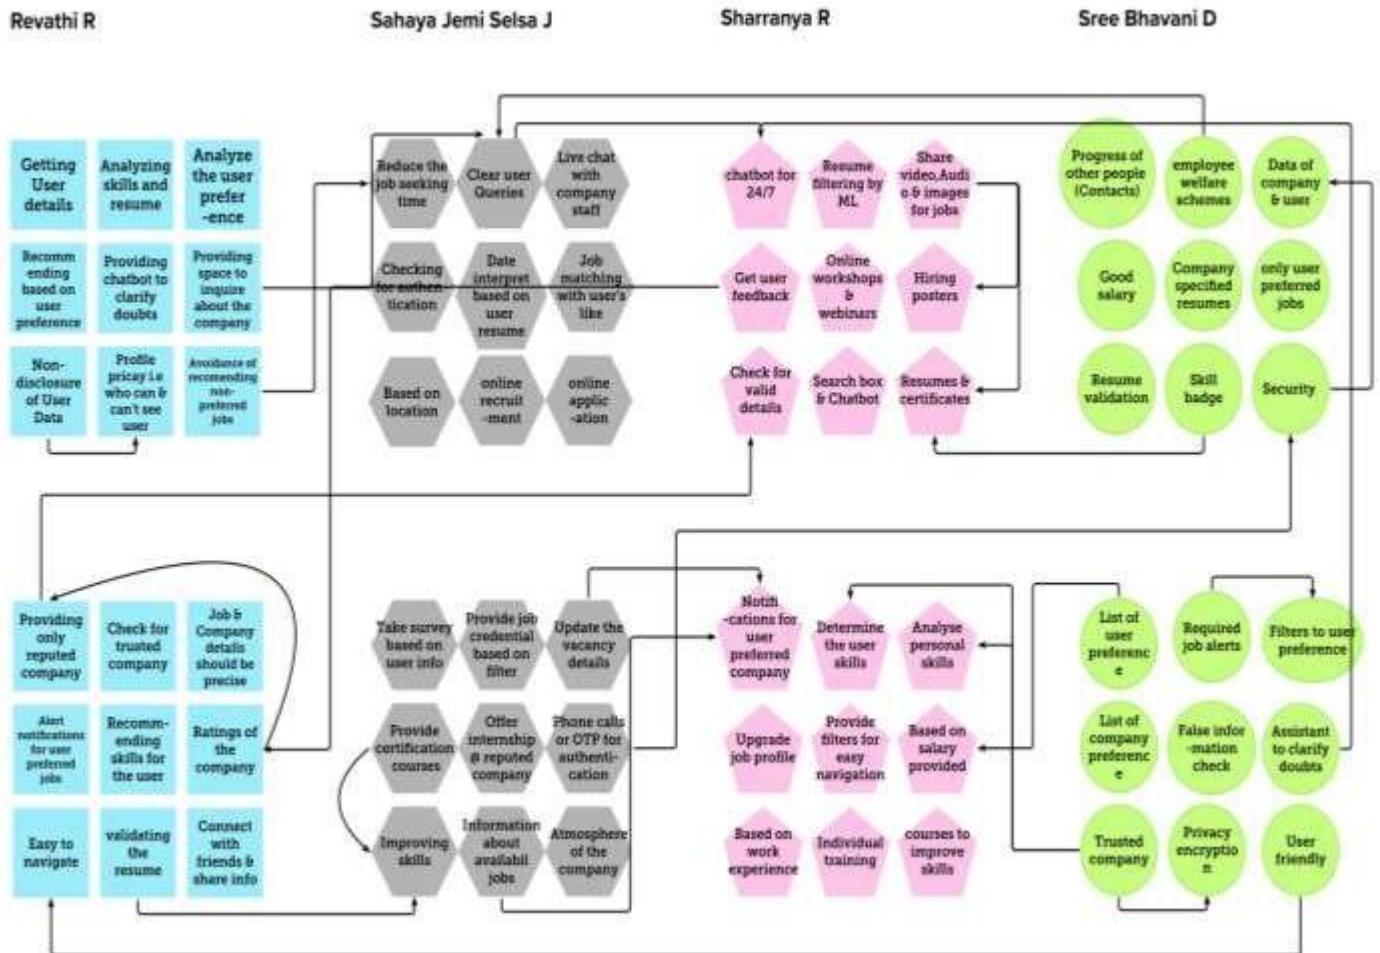 Revathi R
Sahaya Jemi Selsa J
Sharranya R
Sree Bhavani D
Getting
User
details
Analyzing
skills and
resume
Analyze
the user
prefer
-ence
Recomm
ending
based on
user
preference
Providing
chatbot to
clarify
doubts
Providing
space to
inquire
about the
company
Non-
disclosure
of User
Data
Profile
pricay i.e
who can &
can't see
user
Avoidance of
recomending
non-
preferred
jobs
Reduce the
job seeking
time
Clear user
Queries
Live chat
with
company
staff
Checking
for authen
-tication
Date
interpret
based on
user
resume
Job
matching
with user's
like
Based on
location
online
recruit
-ment
online
applic
-ation
chatbot for
24/7
Resume
filtering by
ML
Share
video,Audi
o & images
for jobs
Get user
feedback
Online
workshops
&
webinars
Hiring
posters
Check for
valid
details
Search box
& Chatbot
Resumes &
certificates
Progress of
other people
(Contacts)
employee
welfare
schemes
Data of
company
& user
Good
salary
Company
specified
resumes
only user
preferred
jobs
Resume
validation
Skill
badge
Security
Providing
only
reputed
company
Check for
trusted
company
Job &
Company
details
should be
precise
Alert
notifications
for user
preferred
jobs
Recomm-
ending
skills for
the user
Ratings of
the
company
Easy to
navigate
validating
the
resume
Connect
with
friends &
share info
Take survey
based on
user info
Provide job
credential
based on
filter
Update the
vacancy
details
Provide
certification
courses
Offer
internship
@ reputed
company
Phone calls
or OTP for
authenti-
cation
Improving
skills
Information
about
availabil
jobs
Atmosphere
of the
company
Notifi
-cations for
user
preferred
company
Determine
the user
skills
Analyse
personal
skills
Upgrade
job profile
Provide
filters for
easy
navigation
Based on
salary
provided
Based on
work
experience
Individual
training
courses to
improve
skills
List of
user
preferenc
e
Required
job alerts
Filters to user
preference
List of
company
preferenc
e
False infor
-mation
check
Assistant
to clarify
doubts
Trusted
company
Privacy
encryptio
n
User
friendly